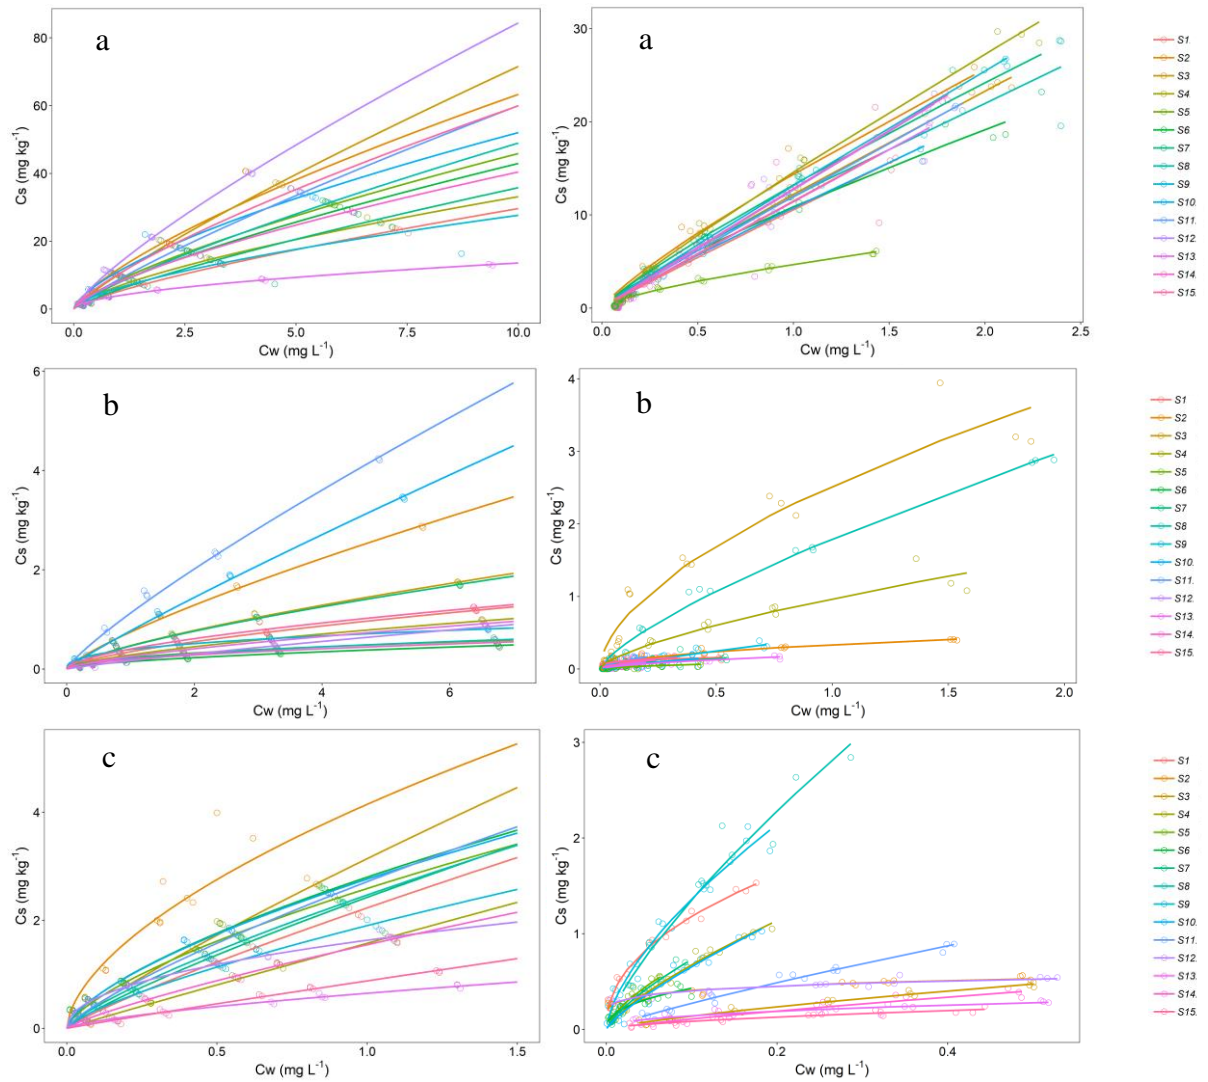 a
80
60
40
20
0
Cs (mg kg⁻¹)
0.0 2.5 5.0 7.5 10.0
Cw (mg L⁻¹)
a
30
20
10
0
Cs (mg kg⁻¹)
0.0 0.5 1.0 1.5 2.0 2.5
Cw (mg L⁻¹)
S1
S2
S3
S4
S5
S6
S7
S8
S9
S10.
S11.
S12.
S13.
S14.
S15.
b
6
4
2
0
Cs (mg kg⁻¹)
0 2 4 6
Cw (mg L⁻¹)
b
4
3
2
1
0
Cs (mg kg⁻¹)
0.0 0.5 1.0 1.5 2.0
Cw (mg L⁻¹)
S1
S2
S3
S4
S5
S6
S7
S8
S9
S10.
S11.
S12.
S13.
S14.
S15.
c
4
2
0
Cs (mg kg⁻¹)
0.0 0.5 1.0 1.5
Cw (mg L⁻¹)
c
3
2
1
0
Cs (mg kg⁻¹)
0.0 0.2 0.4
Cw (mg L⁻¹)
S1
S2
S3
S4
S5
S6
S7
S8
S9
S10.
S11.
S12.
S13.
S14.
S15.